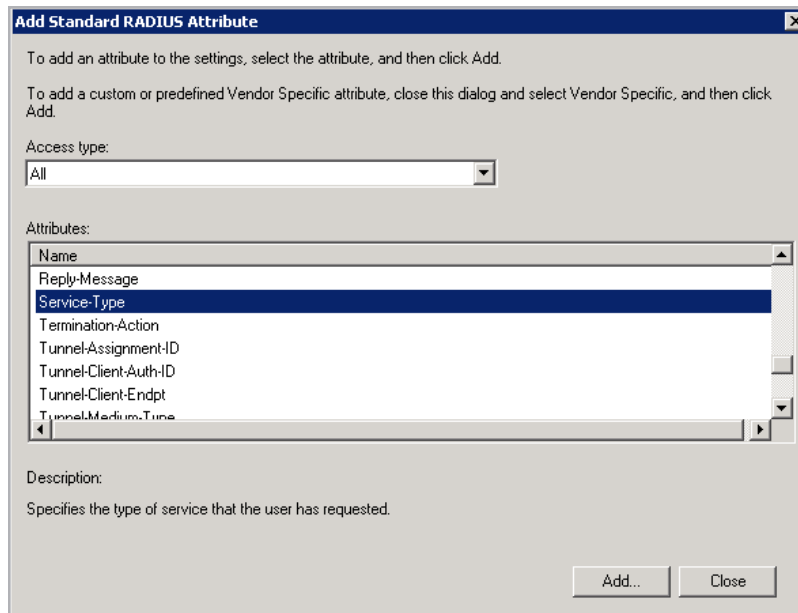 Add Standard RADIUS Attribute
To add an attribute to the settings, select the attribute, and then click Add.
To add a custom or predefined Vendor Specific attribute, close this dialog and select Vendor Specific, and then click
Add.
Access type:
All
Attributes:
Name
Reply-Message
Service-Type
Termination-Action
Tunnel-Assignment-ID
Tunnel-Client-Auth-ID
Tunnel-Client-Endpt
Tunnel-Medium-Type
Description:
Specifies the type of service that the user has requested.
Add... Close